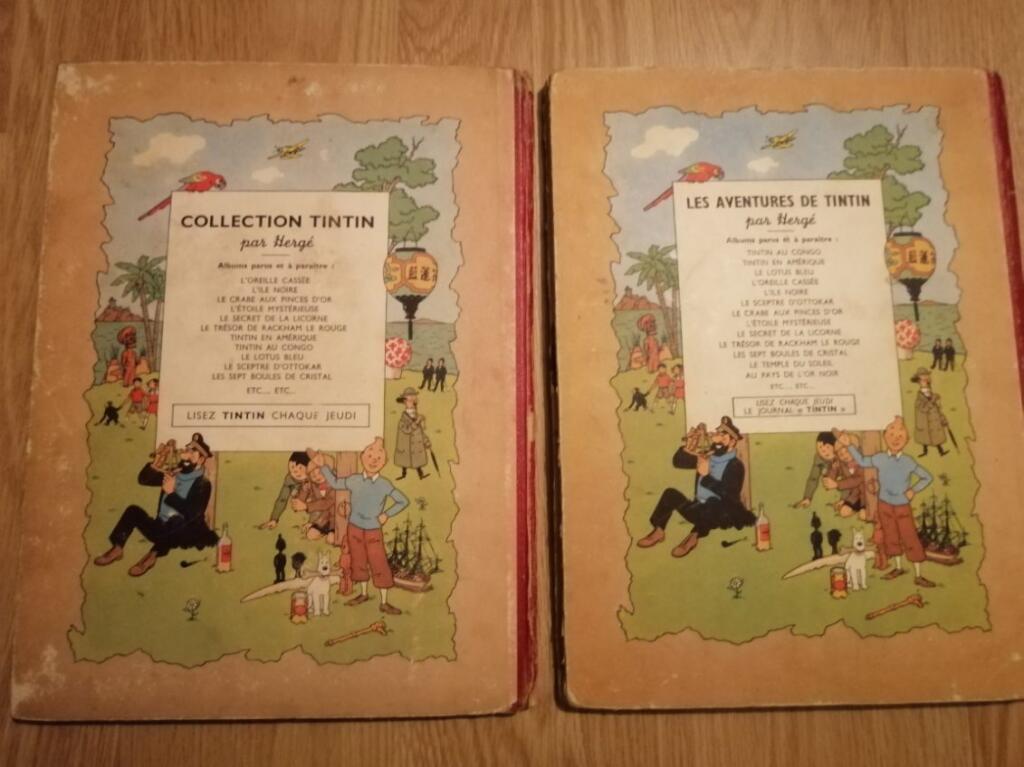 COLLECTION TINTIN
par Hergé
Albums parus et à paraître :
L'OREILLE CASSÉE
L'ILE NOIRE
LE CRABE AUX PINCES D'OR
L'ÉTOILE MYSTÉRIEUSE
LE SECRET DE LA LICORNE
LE TRÉSOR DE RACKHAM LE ROUGE
TINTIN EN AMÉRIQUE
TINTIN AU CONGO
LE LOTUS BLEU
LE SCEPTRE D'OTTOKAR
LES SEPT BOULES DE CRISTAL
ETC..., ETC...
LISEZ TINTIN CHAQUE JEUDI
LES AVENTURES DE TINTIN
par Hergé
Albums parus et à paraître :
TINTIN AU CONGO
TINTIN EN AMÉRIQUE
LE LOTUS BLEU
L'OREILLE CASSÉE
L'ILE NOIRE
LE SCEPTRE D'OTTOKAR
LE CRABE AUX PINCES D'OR
L'ÉTOILE MYSTÉRIEUSE
LE SECRET DE LA LICORNE
LE TRÉSOR DE RACKHAM LE ROUGE
LES SEPT BOULES DE CRISTAL
LE TEMPLE DU SOLEIL
AU PAYS DE L'OR NOIR
ETC..., ETC...
LISEZ CHAQUE JEUDI
LE JOURNAL « TINTIN »